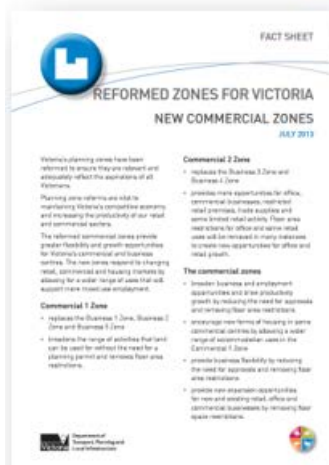 FACT SHEET
REFORMED ZONES FOR VICTORIA
NEW COMMERCIAL ZONES
JULY 2013
Victoria's planning zones have been
reformed to ensure they are relevant and
adequately reflect the aspirations of all
Victorians.
Planning zone reforms are vital to
maintaining Victoria's competitive economy
and increasing the productivity of our retail
and commercial sectors.
The reformed commercial zones provide
greater flexibility and growth opportunities
for Victoria's commercial and business
centres. The new zones respond to changing
retail, commercial and housing markets by
allowing for a wider range of uses that will
support more mixed use employment.
Commercial 1 Zone
• replaces the Business 1 Zone, Business 2
Zone and Business 5 Zone
• broadens the range of activities that land
can be used for without the need for a
planning permit and removes floor area
restrictions.
Commercial 2 Zone
• replaces the Business 3 Zone and
Business 4 Zone
• provides more opportunities for office,
commercial businesses, restricted
retail premises, trade supplies and
some limited retail activity. Floor area
restrictions for office and some retail
uses will be removed in many instances
to create new opportunities for office and
retail growth.
The commercial zones
• broaden business and employment
opportunities and drive productivity
growth by reducing the need for approvals
and removing floor area restrictions.
• encourage new forms of housing in some
commercial centres by allowing a wider
range of accommodation uses in the
Commercial 1 Zone
• provide business flexibility by reducing
the need for approvals and removing floor
area restrictions.
• provide new expansion opportunities
for new and existing retail, office and
commercial businesses by removing floor
space restrictions.
Victoria
Department of
Transport, Planning and
Local Infrastructure